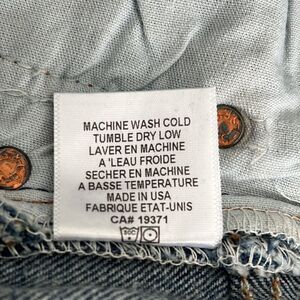 MACHINE WASH COLD
TUMBLE DRY LOW
LAVER EN MACHINE
A 'LEAU FROIDE
SECHER EN MACHINE
A BASSE TEMPERATURE
MADE IN USA
FABRIQUE ETAT-UNIS
CA# 19371